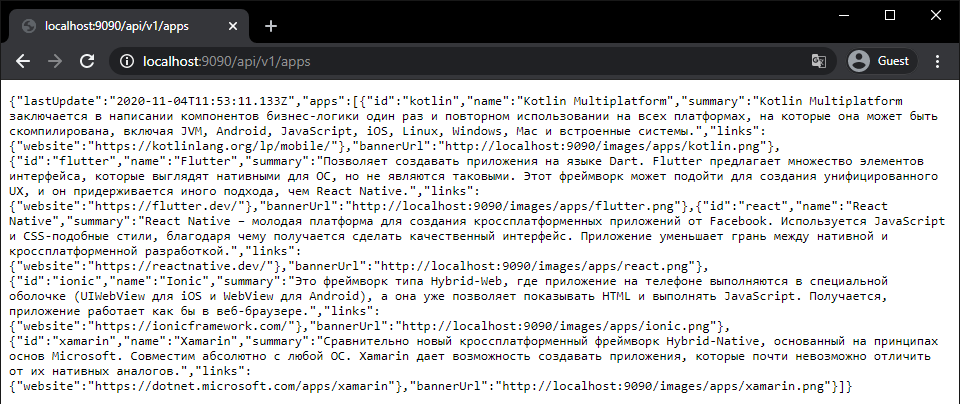 localhost:9090/api/v1/apps
localhost:9090/api/v1/apps
Guest
{"lastUpdate":"2020-11-04T11:53:11.133Z","apps":[{"id":"kotlin","name":"Kotlin Multiplatform","summary":"Kotlin Multiplatform
заключается в написании компонентов бизнес-логики один раз и повторном использовании на всех платформах, на которые она может быть
скомпилирована, включая JVM, Android, JavaScript, iOS, Linux, Windows, Mac и встроенные системы.","links":
{"website":"https://kotlinlang.org/lp/mobile/"},"bannerUrl":"http://localhost:9090/images/apps/kotlin.png"},
{"id":"flutter","name":"Flutter","summary":"Позволяет создавать приложения на языке Dart. Flutter предлагает множество элементов
интерфейса, которые выглядят нативными для ОС, но не являются таковыми. Этот фреймворк может подойти для создания унифицированного
UX, и он придерживается иного подхода, чем React Native.","links":
{"website":"https://flutter.dev/"},"bannerUrl":"http://localhost:9090/images/apps/flutter.png"},{"id":"react","name":"React
Native","summary":"React Native – молодая платформа для создания кроссплатформенных приложений от Facebook. Используется JavaScript
и CSS-подобные стили, благодаря чему получается сделать качественный интерфейс. Приложение уменьшает грань между нативной и
кроссплатформенной разработкой.","links":
{"website":"https://reactnative.dev/"},"bannerUrl":"http://localhost:9090/images/apps/react.png"},
{"id":"ionic","name":"Ionic","summary":"Это фреймворк типа Hybrid-Web, где приложение на телефоне выполняются в специальной
оболочке (UIWebView для iOS и WebView для Android), а она уже позволяет показывать HTML и выполнять JavaScript. Получается,
приложение работает как бы в веб-браузере.","links":
{"website":"https://ionicframework.com/"},"bannerUrl":"http://localhost:9090/images/apps/ionic.png"},
{"id":"xamarin","name":"Xamarin","summary":"Сравнительно новый кроссплатформенный фреймворк Hybrid-Native, основанный на принципах
основ Microsoft. Совместим абсолютно с любой ОС. Xamarin дает возможность создавать приложения, которые почти невозможно отличить
от их нативных аналогов.","links":
{"website":"https://dotnet.microsoft.com/apps/xamarin"},"bannerUrl":"http://localhost:9090/images/apps/xamarin.png"}]}